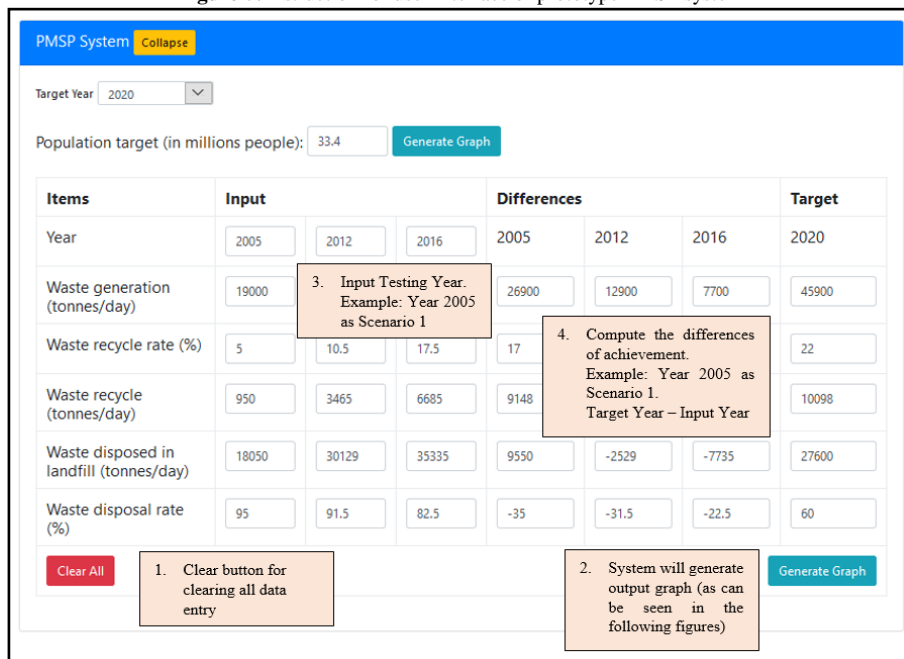 PMSP System Collapse
Target Year 2020
Population target (in millions people): 33.4 Generate Graph
Items Input Differences Target
Year 2005 2012 2016 2005 2012 2016 2020
Waste generation
(tonnes/day) 19000 26900 12900 7700 45900
3. Input Testing Year.
Example: Year 2005
as Scenario 1
Waste recycle rate (%) 5 10.5 17.5 17 22
4. Compute the differences
of achievement.
Example: Year 2005 as
Scenario 1.
Target Year – Input Year
Waste recycle
(tonnes/day) 950 3465 6685 9148 10098
Waste disposed in
landfill (tonnes/day) 18050 30129 35335 9550 -2529 -7735 27600
Waste disposal rate
(%) 95 91.5 82.5 -35 -31.5 -22.5 60
Clear All
1. Clear button for
clearing all data
entry
2. System will generate
output graph (as can
be seen in the
following figures)
Generate Graph